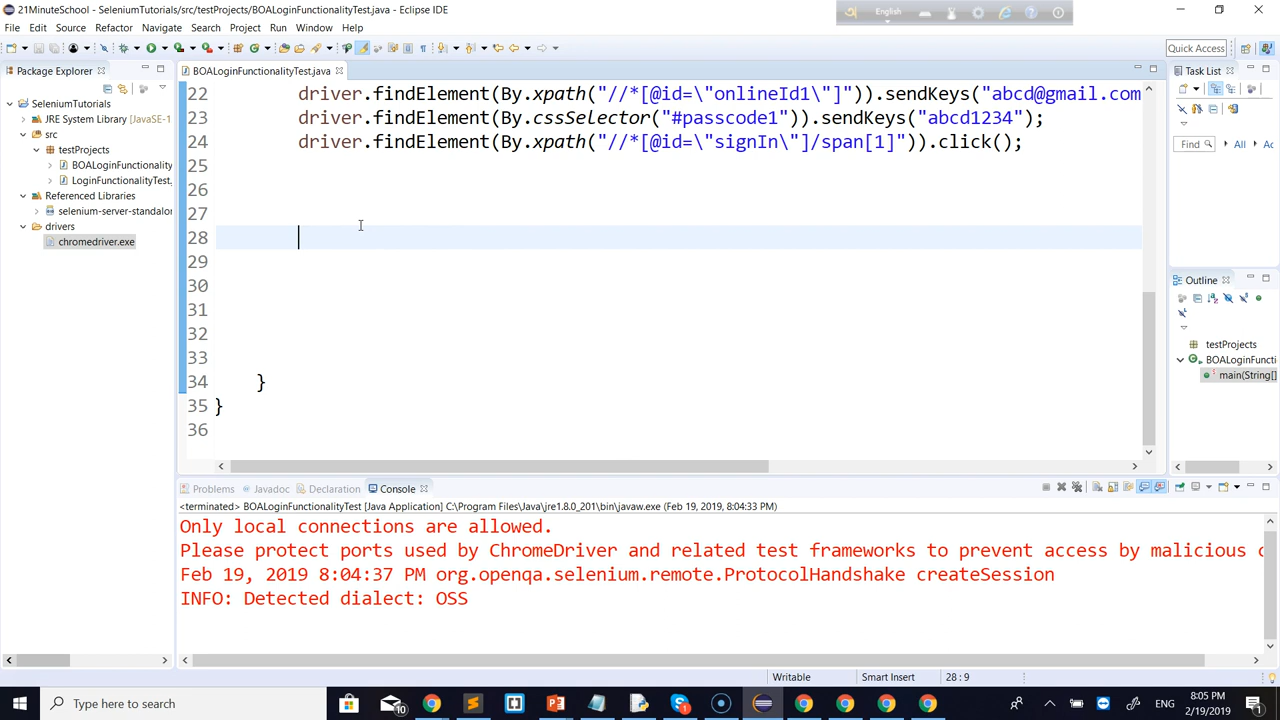 21MinuteSchool - SeleniumTutorials/src/testProjects/BOALoginFunctionalityTest.java - Eclipse IDE
English
File Edit Source Refactor Navigate Search Project Run Window Help
Quick Access
Package Explorer
SeleniumTutorials
JRE System Library [JavaSE-1
src
testProjects
BOALoginFunctionality
LoginFunctionalityTest.
Referenced Libraries
selenium-server-standalor
drivers
chromedriver.exe
BOALoginFunctionalityTest.java
22 driver.findElement(By.xpath("//*[@id=\"onlineId1\"]")).sendKeys("abcd@gmail.com
23 driver.findElement(By.cssSelector("#passcode1")).sendKeys("abcd1234");
24 driver.findElement(By.xpath("//*[@id=\"signIn\"]/span[1]")).click();
25
26
27
28
29
30
31
32
33
34 }
35 }
36
Task List
Find All Ac
Outline
testProjects
BOALoginFuncti
main(String[]
Problems Javadoc Declaration Console
<terminated> BOALoginFunctionalityTest [Java Application] C:\Program Files\Java\jre1.8.0_201\bin\javaw.exe (Feb 19, 2019, 8:04:33 PM)
Only local connections are allowed.
Please protect ports used by ChromeDriver and related test frameworks to prevent access by malicious c
Feb 19, 2019 8:04:37 PM org.openqa.selenium.remote.ProtocolHandshake createSession
INFO: Detected dialect: OSS
Writable Smart Insert 28 : 9
Type here to search
10
ENG
8:05 PM
2/19/2019
1